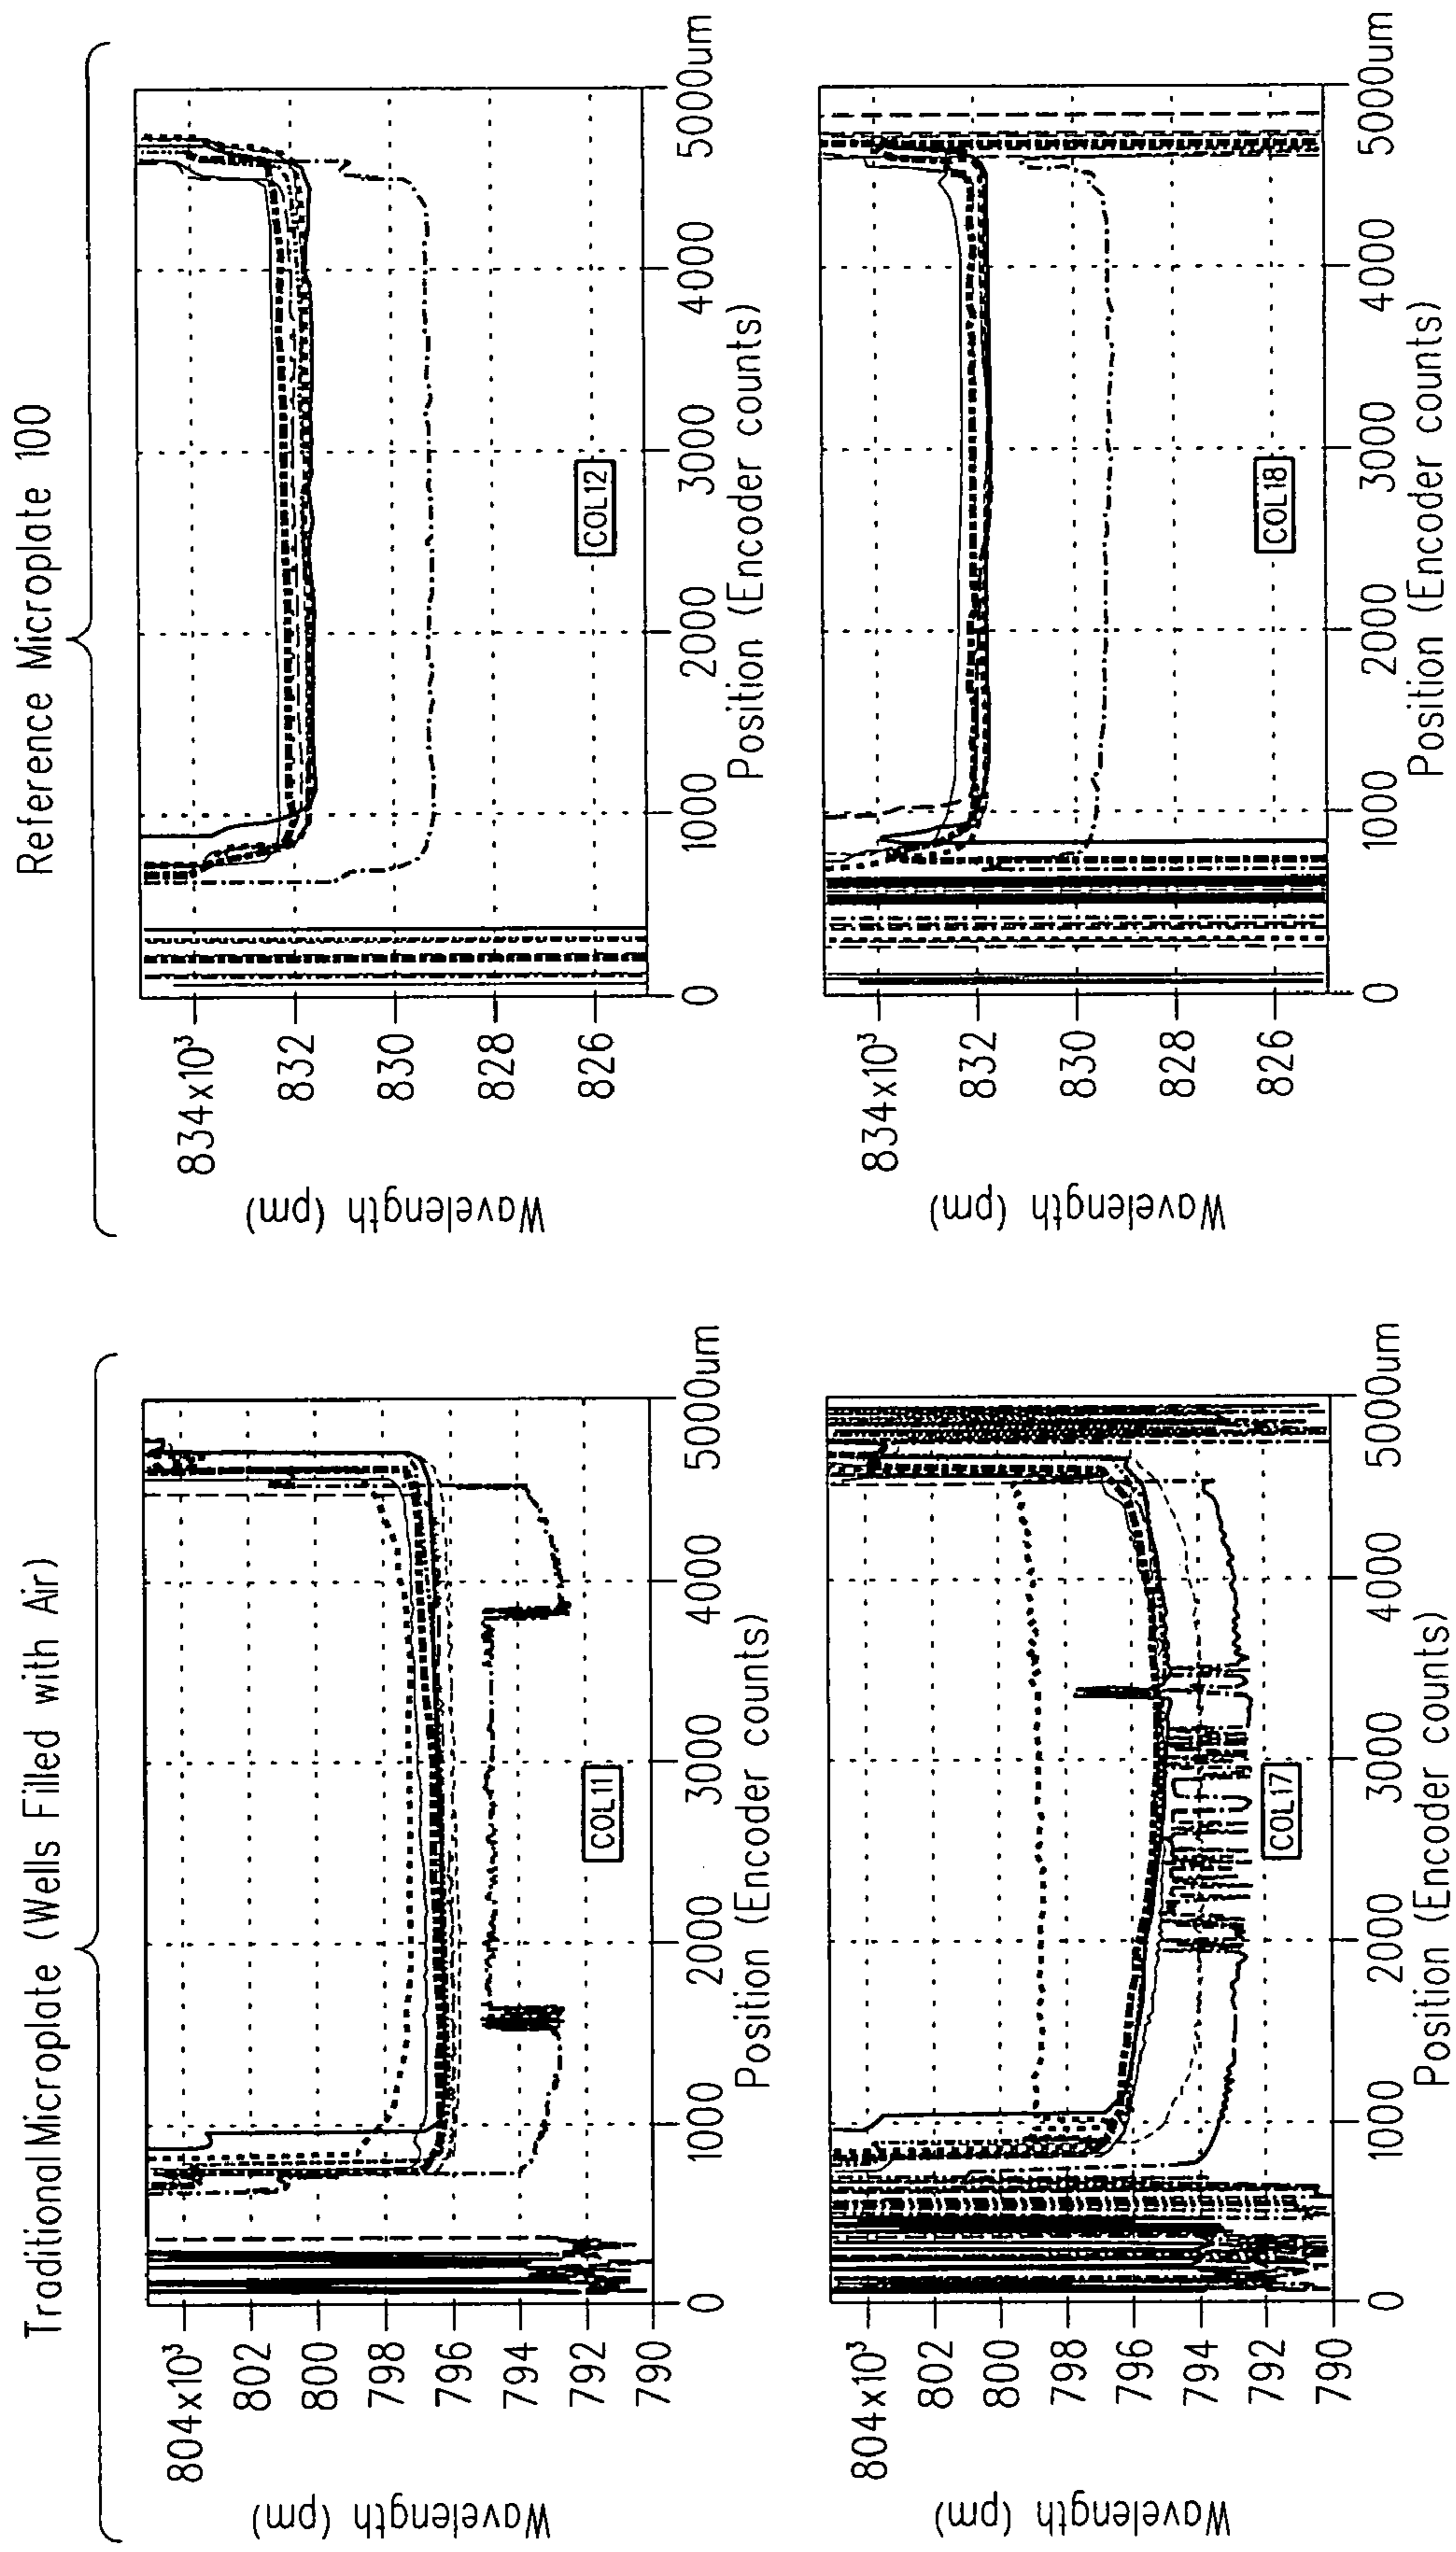 Traditional Microplate (Wells Filled with Air)
Wavelength (pm)
804x10³
802
800
798
796
794
792
790
COL11
0
1000
2000
3000
4000
5000um
Position (Encoder counts)
Wavelength (pm)
804x10³
802
800
798
796
794
792
790
COL17
0
1000
2000
3000
4000
5000um
Position (Encoder counts)
Reference Microplate 100
Wavelength (pm)
834x10³
832
830
828
826
COL12
0
1000
2000
3000
4000
5000um
Position (Encoder counts)
Wavelength (pm)
834x10³
832
830
828
826
COL18
0
1000
2000
3000
4000
5000um
Position (Encoder counts)